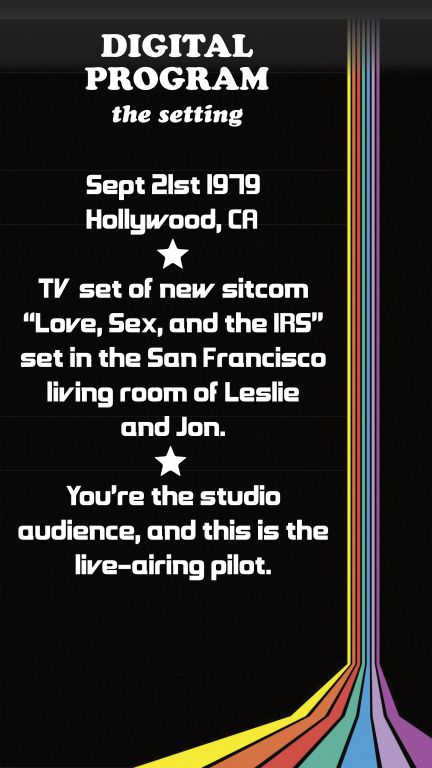 DIGITAL
PROGRAM
the setting
Sept 21st 1979
Hollywood, CA
TV set of new sitcom
“Love, Sex, and the IRS”
set in the San Francisco
living room of Leslie
and Jon.
You're the studio
audience, and this is the
live-airing pilot.